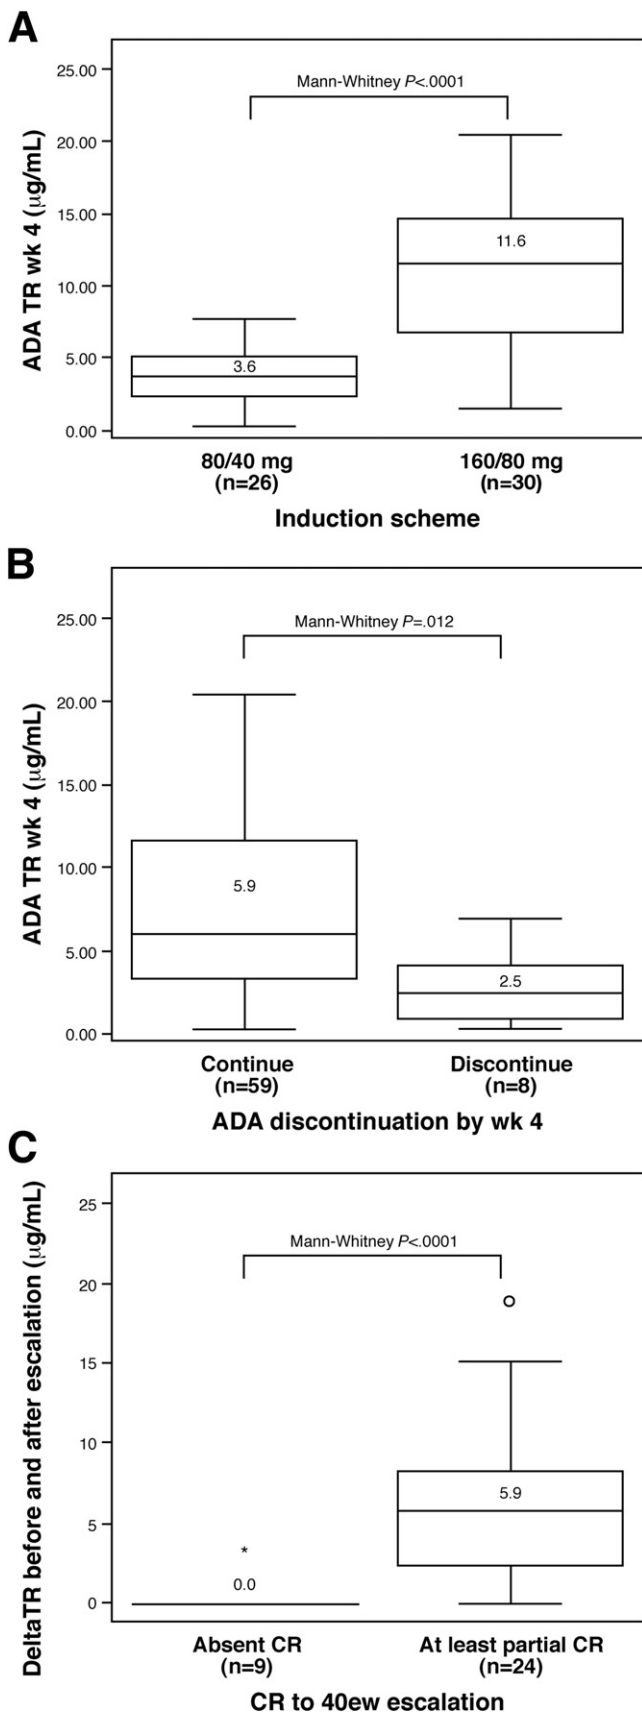 A
ADA TR wk 4 (µg/mL)
25.00
20.00
15.00
10.00
5.00
0.00
Mann-Whitney P<.0001
3.6
11.6
80/40 mg
(n=26)
160/80 mg
(n=30)
Induction scheme
B
ADA TR wk 4 (µg/mL)
25.00
20.00
15.00
10.00
5.00
0.00
Mann-Whitney P=.012
5.9
2.5
Continue
(n=59)
Discontinue
(n=8)
ADA discontinuation by wk 4
C
DeltaTR before and after escalation (µg/mL)
25
20
15
10
5
0
Mann-Whitney P<.0001
*
0.0
5.9
Absent CR
(n=9)
At least partial CR
(n=24)
CR to 40ew escalation